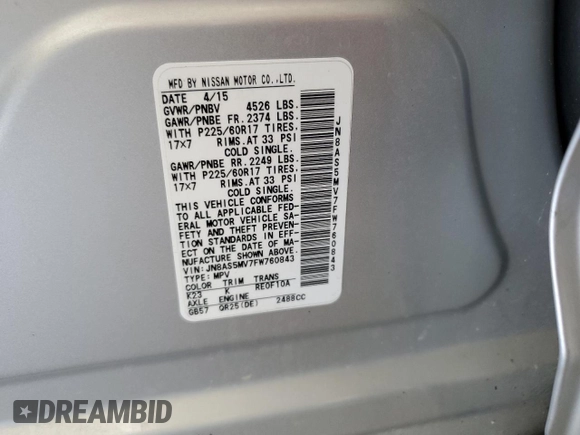 MFD BY NISSAN MOTOR CO.,LTD.
DATE 4/15
GVWR/PNBV 4526 LBS.
GAWR/PNBE FR. 2374 LBS.
WITH P225/60R17 TIRES,
17X7 RIMS.AT 33 PSI
COLD SINGLE.
GAWR/PNBE RR. 2249 LBS.
WITH P225/60R17 TIRES,
17X7 RIMS.AT 33 PSI
COLD SINGLE.
THIS VEHICLE CONFORMS
TO ALL APPLICABLE FED-
ERAL MOTOR VEHICLE SA-
FETY AND THEFT PREVEN-
TION STANDARDS IN EFF-
ECT ON THE DATE OF MA-
NUFACTURE SHOWN ABOVE.
VIN:JN8AS5MV7FW760843
TYPE: MPV
COLOR TRIM TRANS
K23 K RE0F10A
AXLE ENGINE
GB57 QR25(DE) 2488CC
JN8AS5MV7FW760843
DREAMBID